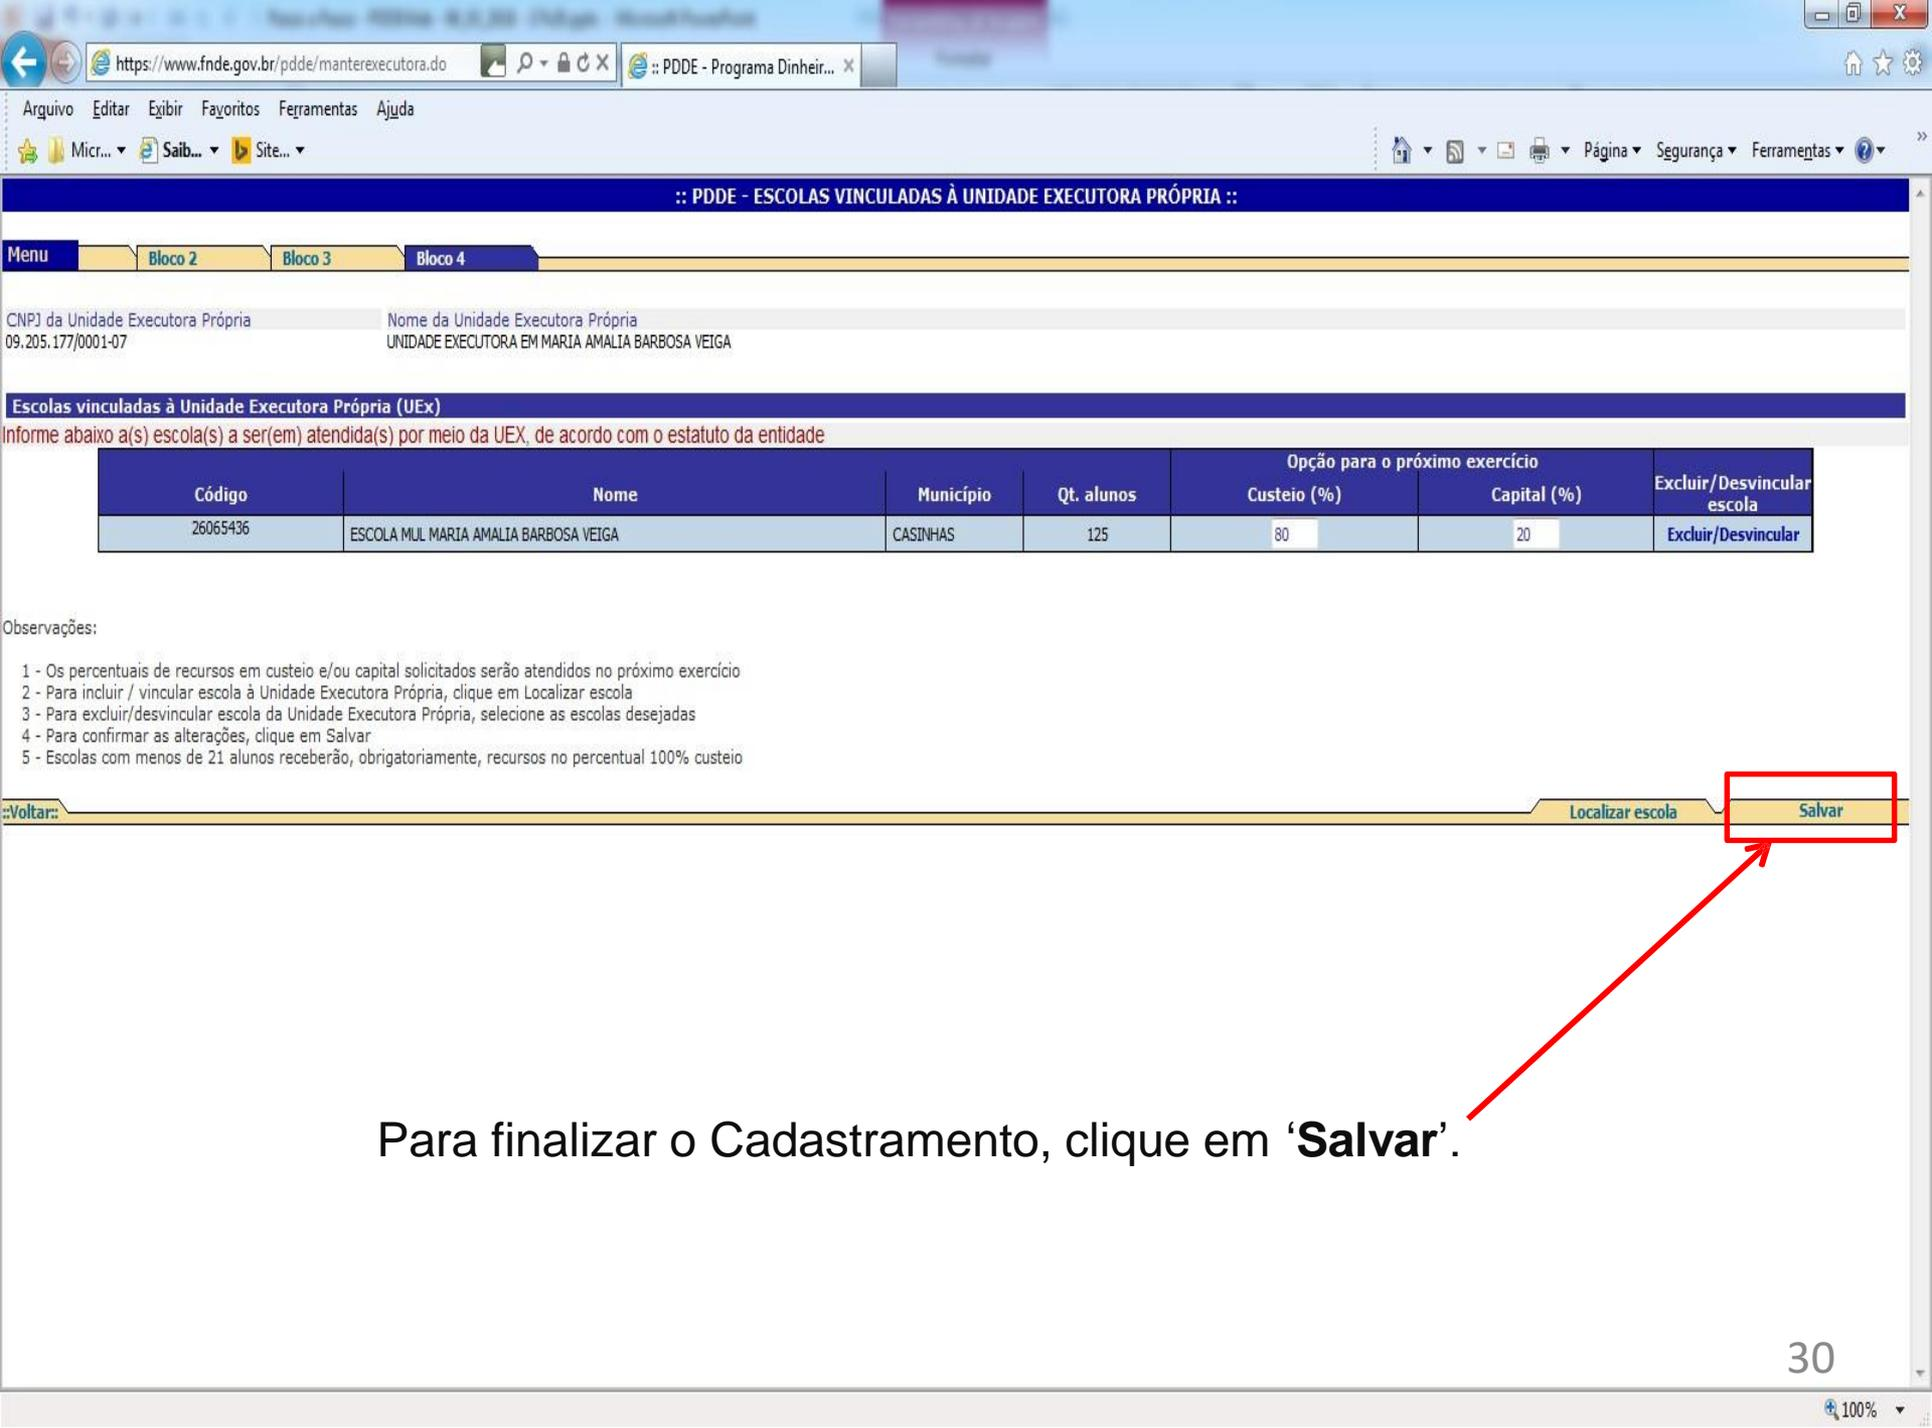 https://www.fnde.gov.br/pdde/manterexecutora.do
:: PDDE - Programa Dinheir...
Arquivo Editar Exibir Favoritos Ferramentas Ajuda
Micr... Saib... Site...
Página Segurança Ferramentas
:: PDDE - ESCOLAS VINCULADAS À UNIDADE EXECUTORA PRÓPRIA ::
Menu Bloco 2 Bloco 3 Bloco 4
CNPJ da Unidade Executora Própria Nome da Unidade Executora Própria
09.205.177/0001-07 UNIDADE EXECUTORA EM MARIA AMALIA BARBOSA VEIGA
Escolas vinculadas à Unidade Executora Própria (UEx)
Informe abaixo a(s) escola(s) a ser(em) atendida(s) por meio da UEX, de acordo com o estatuto da entidade
Opção para o próximo exercício
Código Nome Município Qt. alunos Custeio (%) Capital (%) Excluir/Desvincular escola
26065436 ESCOLA MUL MARIA AMALIA BARBOSA VEIGA CASINHAS 125 80 20 Excluir/Desvincular
Observações:
1 - Os percentuais de recursos em custeio e/ou capital solicitados serão atendidos no próximo exercício
2 - Para incluir / vincular escola à Unidade Executora Própria, clique em Localizar escola
3 - Para excluir/desvincular escola da Unidade Executora Própria, selecione as escolas desejadas
4 - Para confirmar as alterações, clique em Salvar
5 - Escolas com menos de 21 alunos receberão, obrigatoriamente, recursos no percentual 100% custeio
::Voltar:: Localizar escola Salvar
Para finalizar o Cadastramento, clique em ‘Salvar’.
30
100%